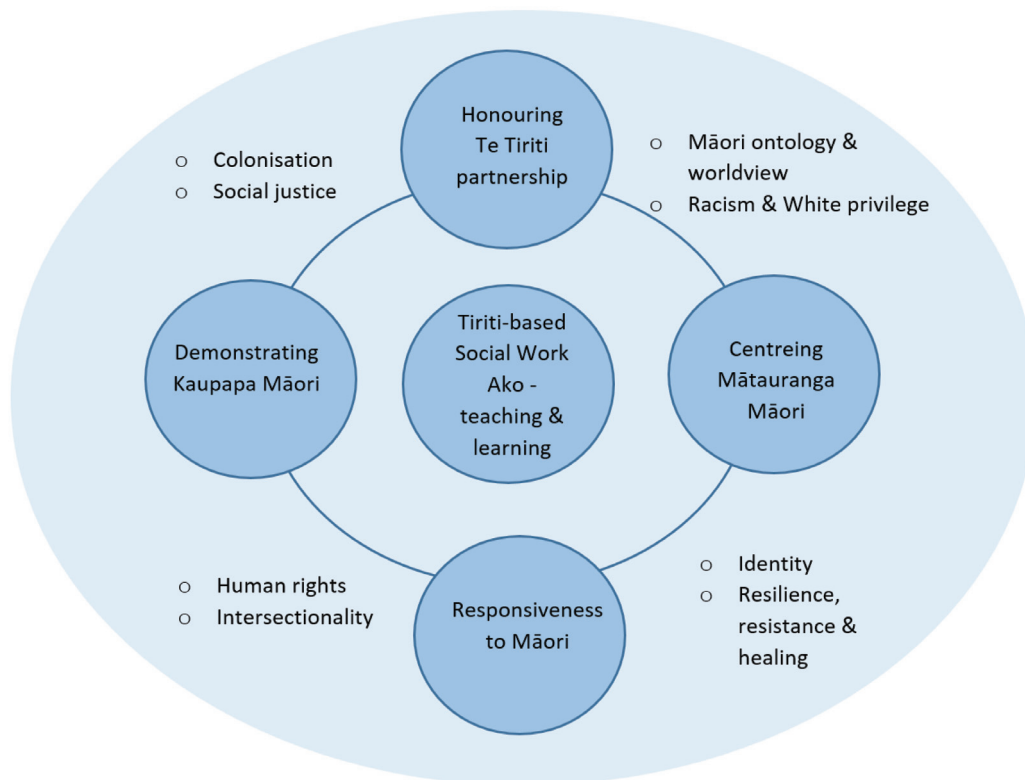 Honouring
Te Tiriti
partnership
o Colonisation
o Social justice
o Māori ontology &
worldview
o Racism & White privilege
Demonstrating
Kaupapa Māori
Tiriti-based
Social Work
Ako -
teaching &
learning
Centreing
Mātauranga
Māori
o Human rights
o Intersectionality
Responsiveness
to Māori
o Identity
o Resilience,
resistance &
healing